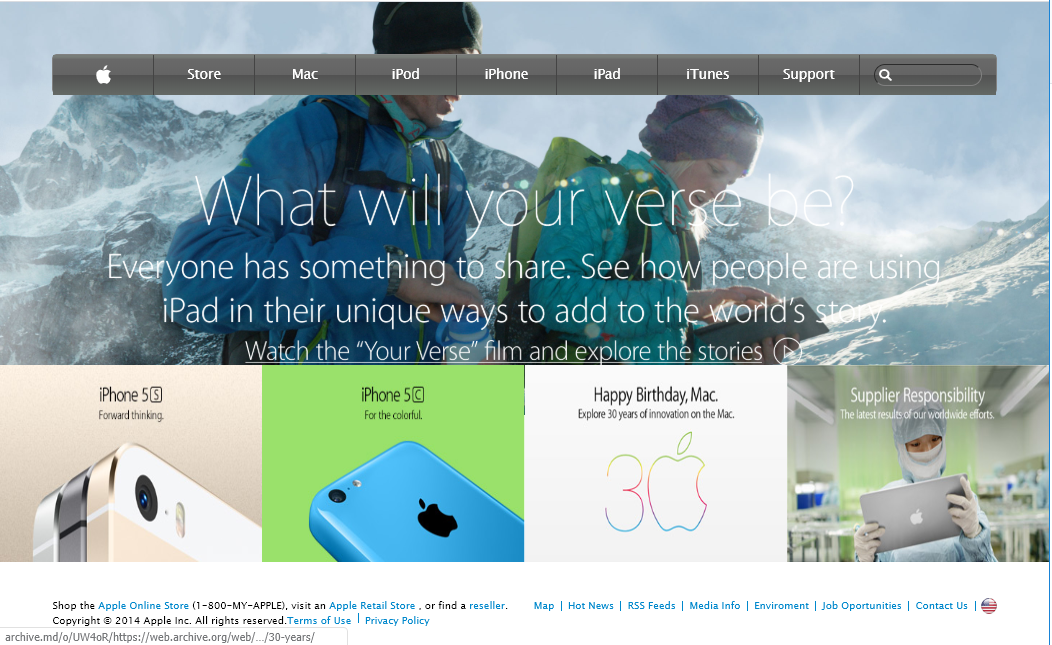 Store Mac iPod iPhone iPad iTunes Support
What will your verse be?
Everyone has something to share. See how people are using
iPad in their unique ways to add to the world's story.
Watch the “Your Verse” film and explore the stories
iPhone 5S
Forward thinking.
iPhone 5C
For the colorful.
Happy Birthday, Mac.
Explore 30 years of innovation on the Mac.
30
Supplier Responsibility
The latest results of our worldwide efforts.
Shop the Apple Online Store (1-800-MY-APPLE), visit an Apple Retail Store , or find a reseller.
Map | Hot News | RSS Feeds | Media Info | Enviroment | Job Oportunities | Contact Us |
Copyright © 2014 Apple Inc. All rights reserved.Terms of Use | Privacy Policy
archive.md/o/UW4oR/https://web.archive.org/web/.../30-years/